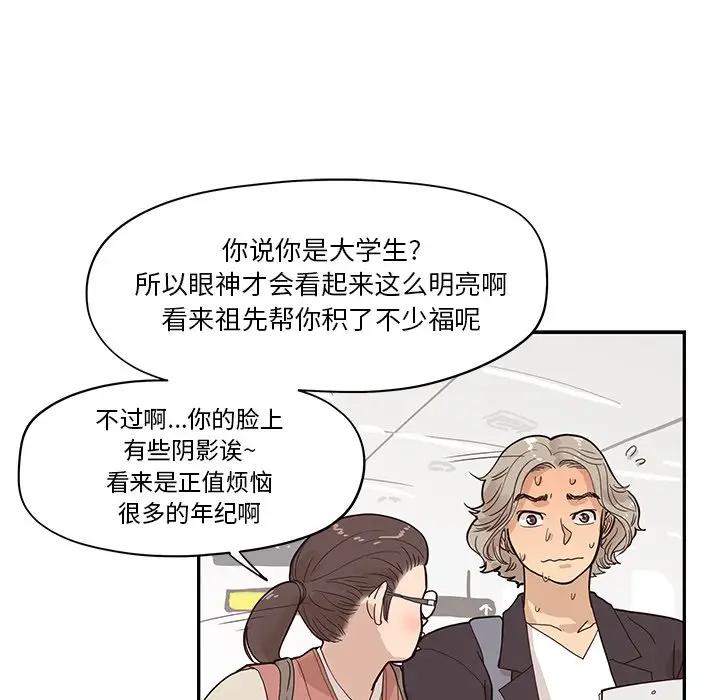 你说你是大学生?
所以眼神才会看起来这么明亮啊
看来祖先帮你积了不少福呢
不过啊...你的脸上
有些阴影诶~
看来是正值烦恼
很多的年纪啊